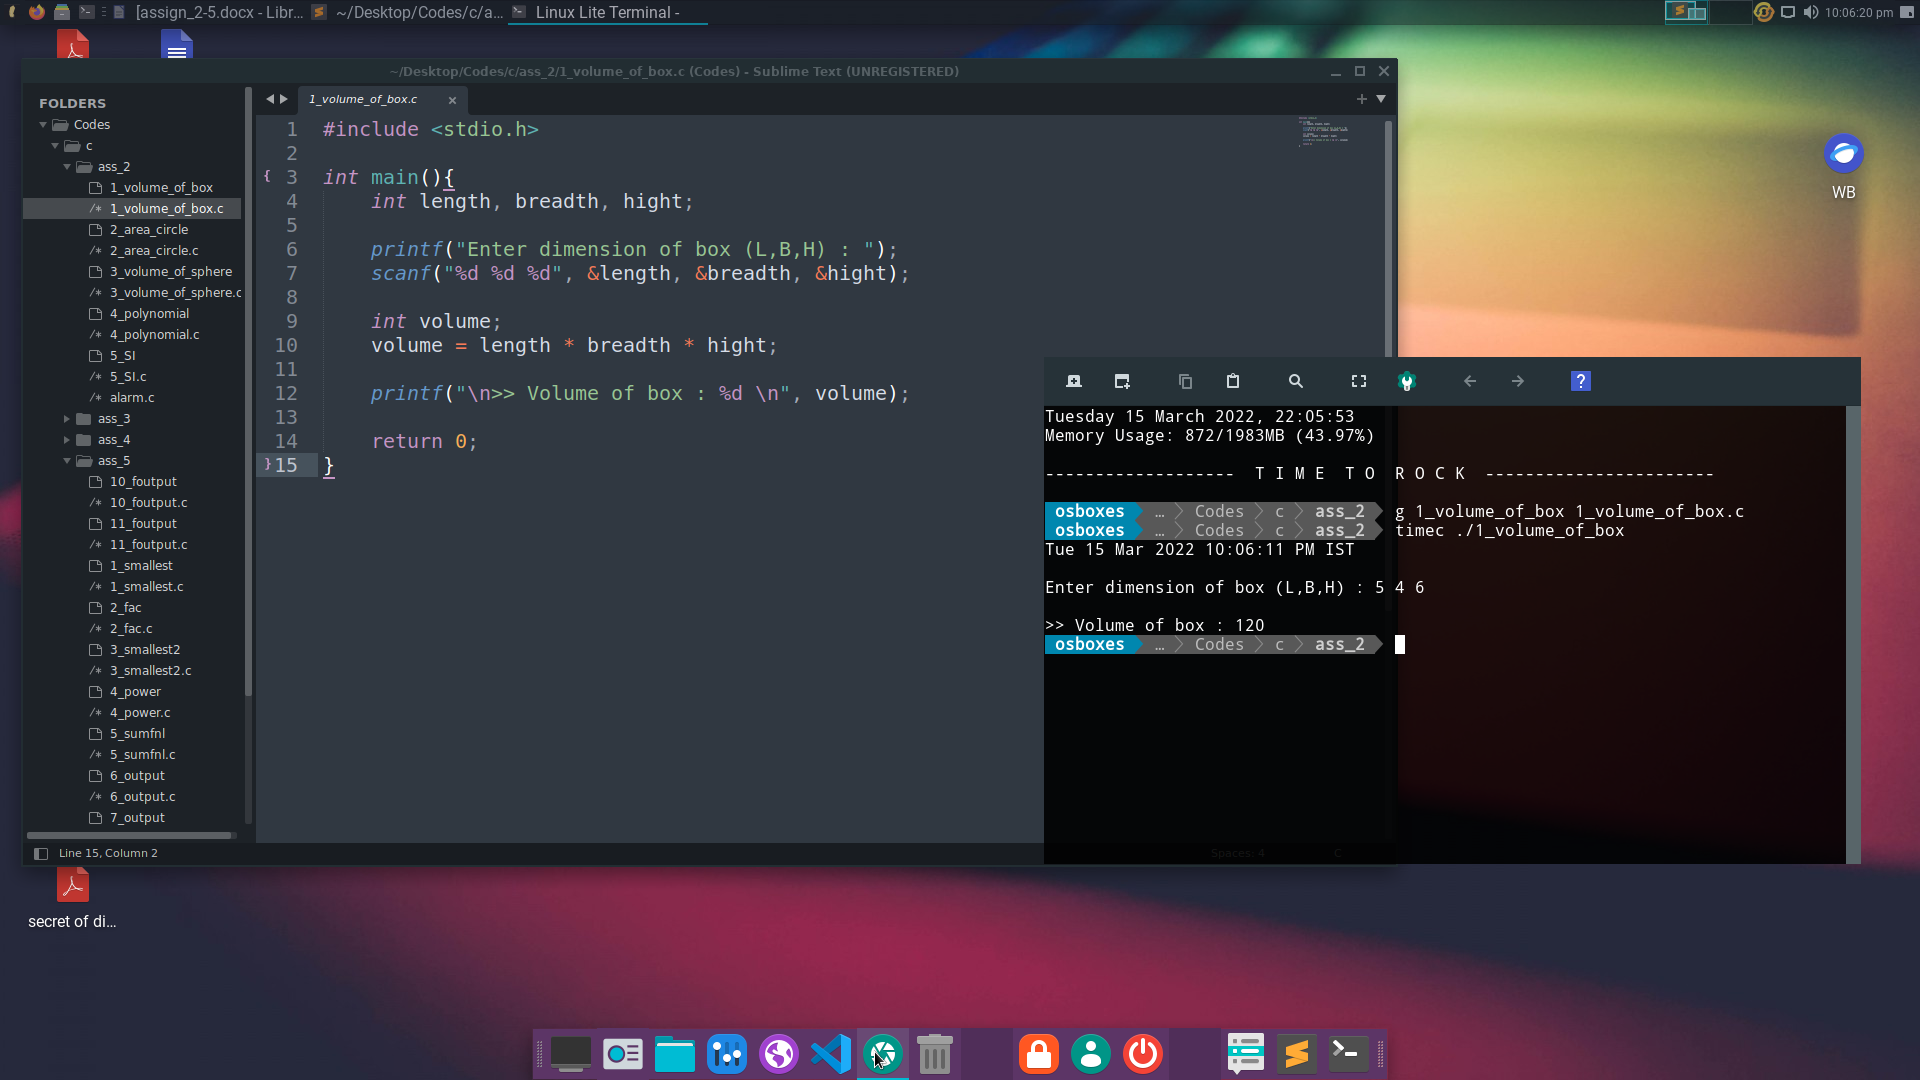 [assign_2-5.docx - Libr... ~/Desktop/Codes/c/a... Linux Lite Terminal - 10:06:20 pm
~/Desktop/Codes/c/ass_2/1_volume_of_box.c (Codes) - Sublime Text (UNREGISTERED)
FOLDERS
Codes
c
ass_2
1_volume_of_box
1_volume_of_box.c
2_area_circle
2_area_circle.c
3_volume_of_sphere
3_volume_of_sphere.c
4_polynomial
4_polynomial.c
5_SI
5_SI.c
alarm.c
ass_3
ass_4
ass_5
10_foutput
10_foutput.c
11_foutput
11_foutput.c
1_smallest
1_smallest.c
2_fac
2_fac.c
3_smallest2
3_smallest2.c
4_power
4_power.c
5_sumfnl
5_sumfnl.c
6_output
6_output.c
7_output
1_volume_of_box.c
1 #include <stdio.h>
2
3 int main(){
4 int length, breadth, hight;
5
6 printf("Enter dimension of box (L,B,H) : ");
7 scanf("%d %d %d", &length, &breadth, &hight);
8
9 int volume;
10 volume = length * breadth * hight;
11
12 printf("\n>> Volume of box : %d \n", volume);
13
14 return 0;
15 }
Line 15, Column 2
Spaces: 4 C
Tuesday 15 March 2022, 22:05:53
Memory Usage: 872/1983MB (43.97%)
------------------- T I M E  T O  R O C K -----------------------
osboxes … Codes c ass_2 g 1_volume_of_box 1_volume_of_box.c
osboxes … Codes c ass_2 timec ./1_volume_of_box
Tue 15 Mar 2022 10:06:11 PM IST
Enter dimension of box (L,B,H) : 5 4 6
>> Volume of box : 120
osboxes … Codes c ass_2
WB
secret of di...